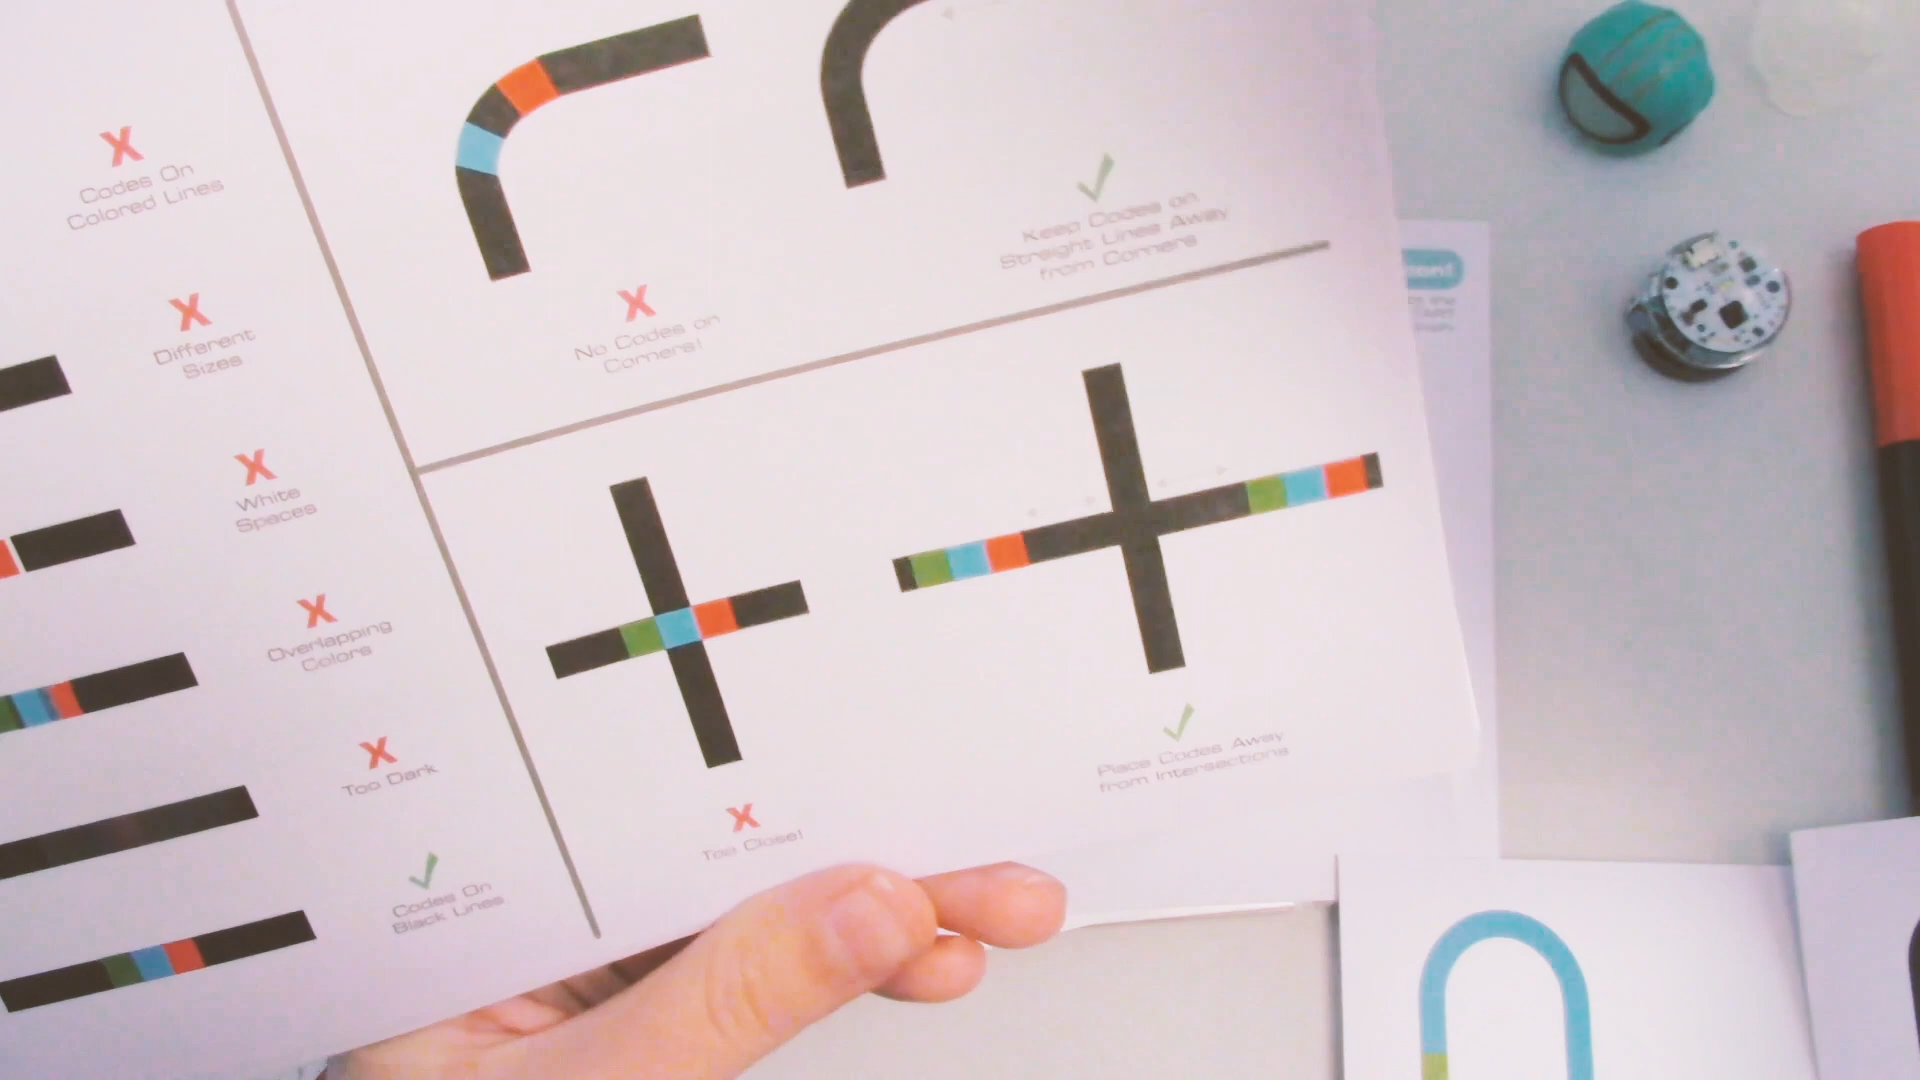 X
Codes On
Colored Lines
X
Different
Sizes
X
White
Spaces
X
Overlapping
Colors
X
Too Dark
Codes On
Black Lines
X
No Codes on
Corners!
Keep Codes on
Straight Lines Away
from Corners
X
Too Close!
Place Codes Away
from Intersections